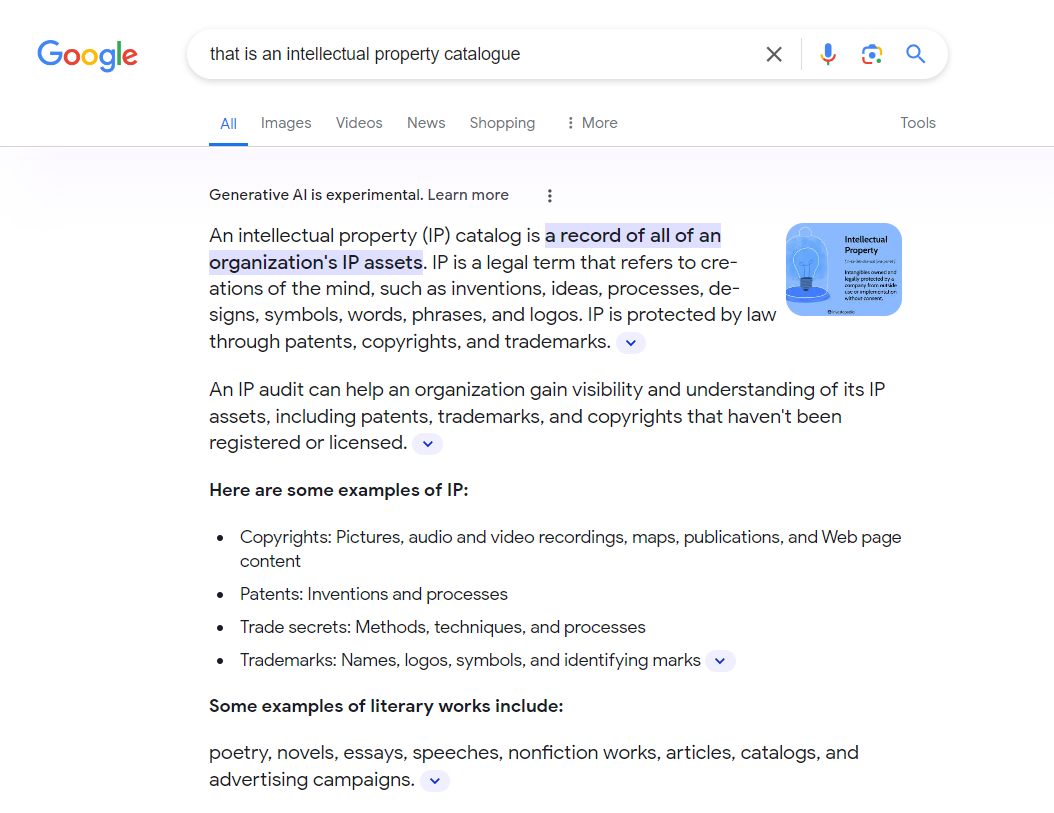 Google
that is an intellectual property catalogue
All Images Videos News Shopping More Tools
Generative AI is experimental. Learn more
An intellectual property (IP) catalog is a record of all of an
organization's IP assets. IP is a legal term that refers to cre-
ations of the mind, such as inventions, ideas, processes, de-
signs, symbols, words, phrases, and logos. IP is protected by law
through patents, copyrights, and trademarks.
Intellectual
Property
Intangibles owned and
legally protected by a
company from outside
use or implementation
without consent.
Investopedia
An IP audit can help an organization gain visibility and understanding of its IP
assets, including patents, trademarks, and copyrights that haven't been
registered or licensed.
Here are some examples of IP:
Copyrights: Pictures, audio and video recordings, maps, publications, and Web page
content
Patents: Inventions and processes
Trade secrets: Methods, techniques, and processes
Trademarks: Names, logos, symbols, and identifying marks
Some examples of literary works include:
poetry, novels, essays, speeches, nonfiction works, articles, catalogs, and
advertising campaigns.